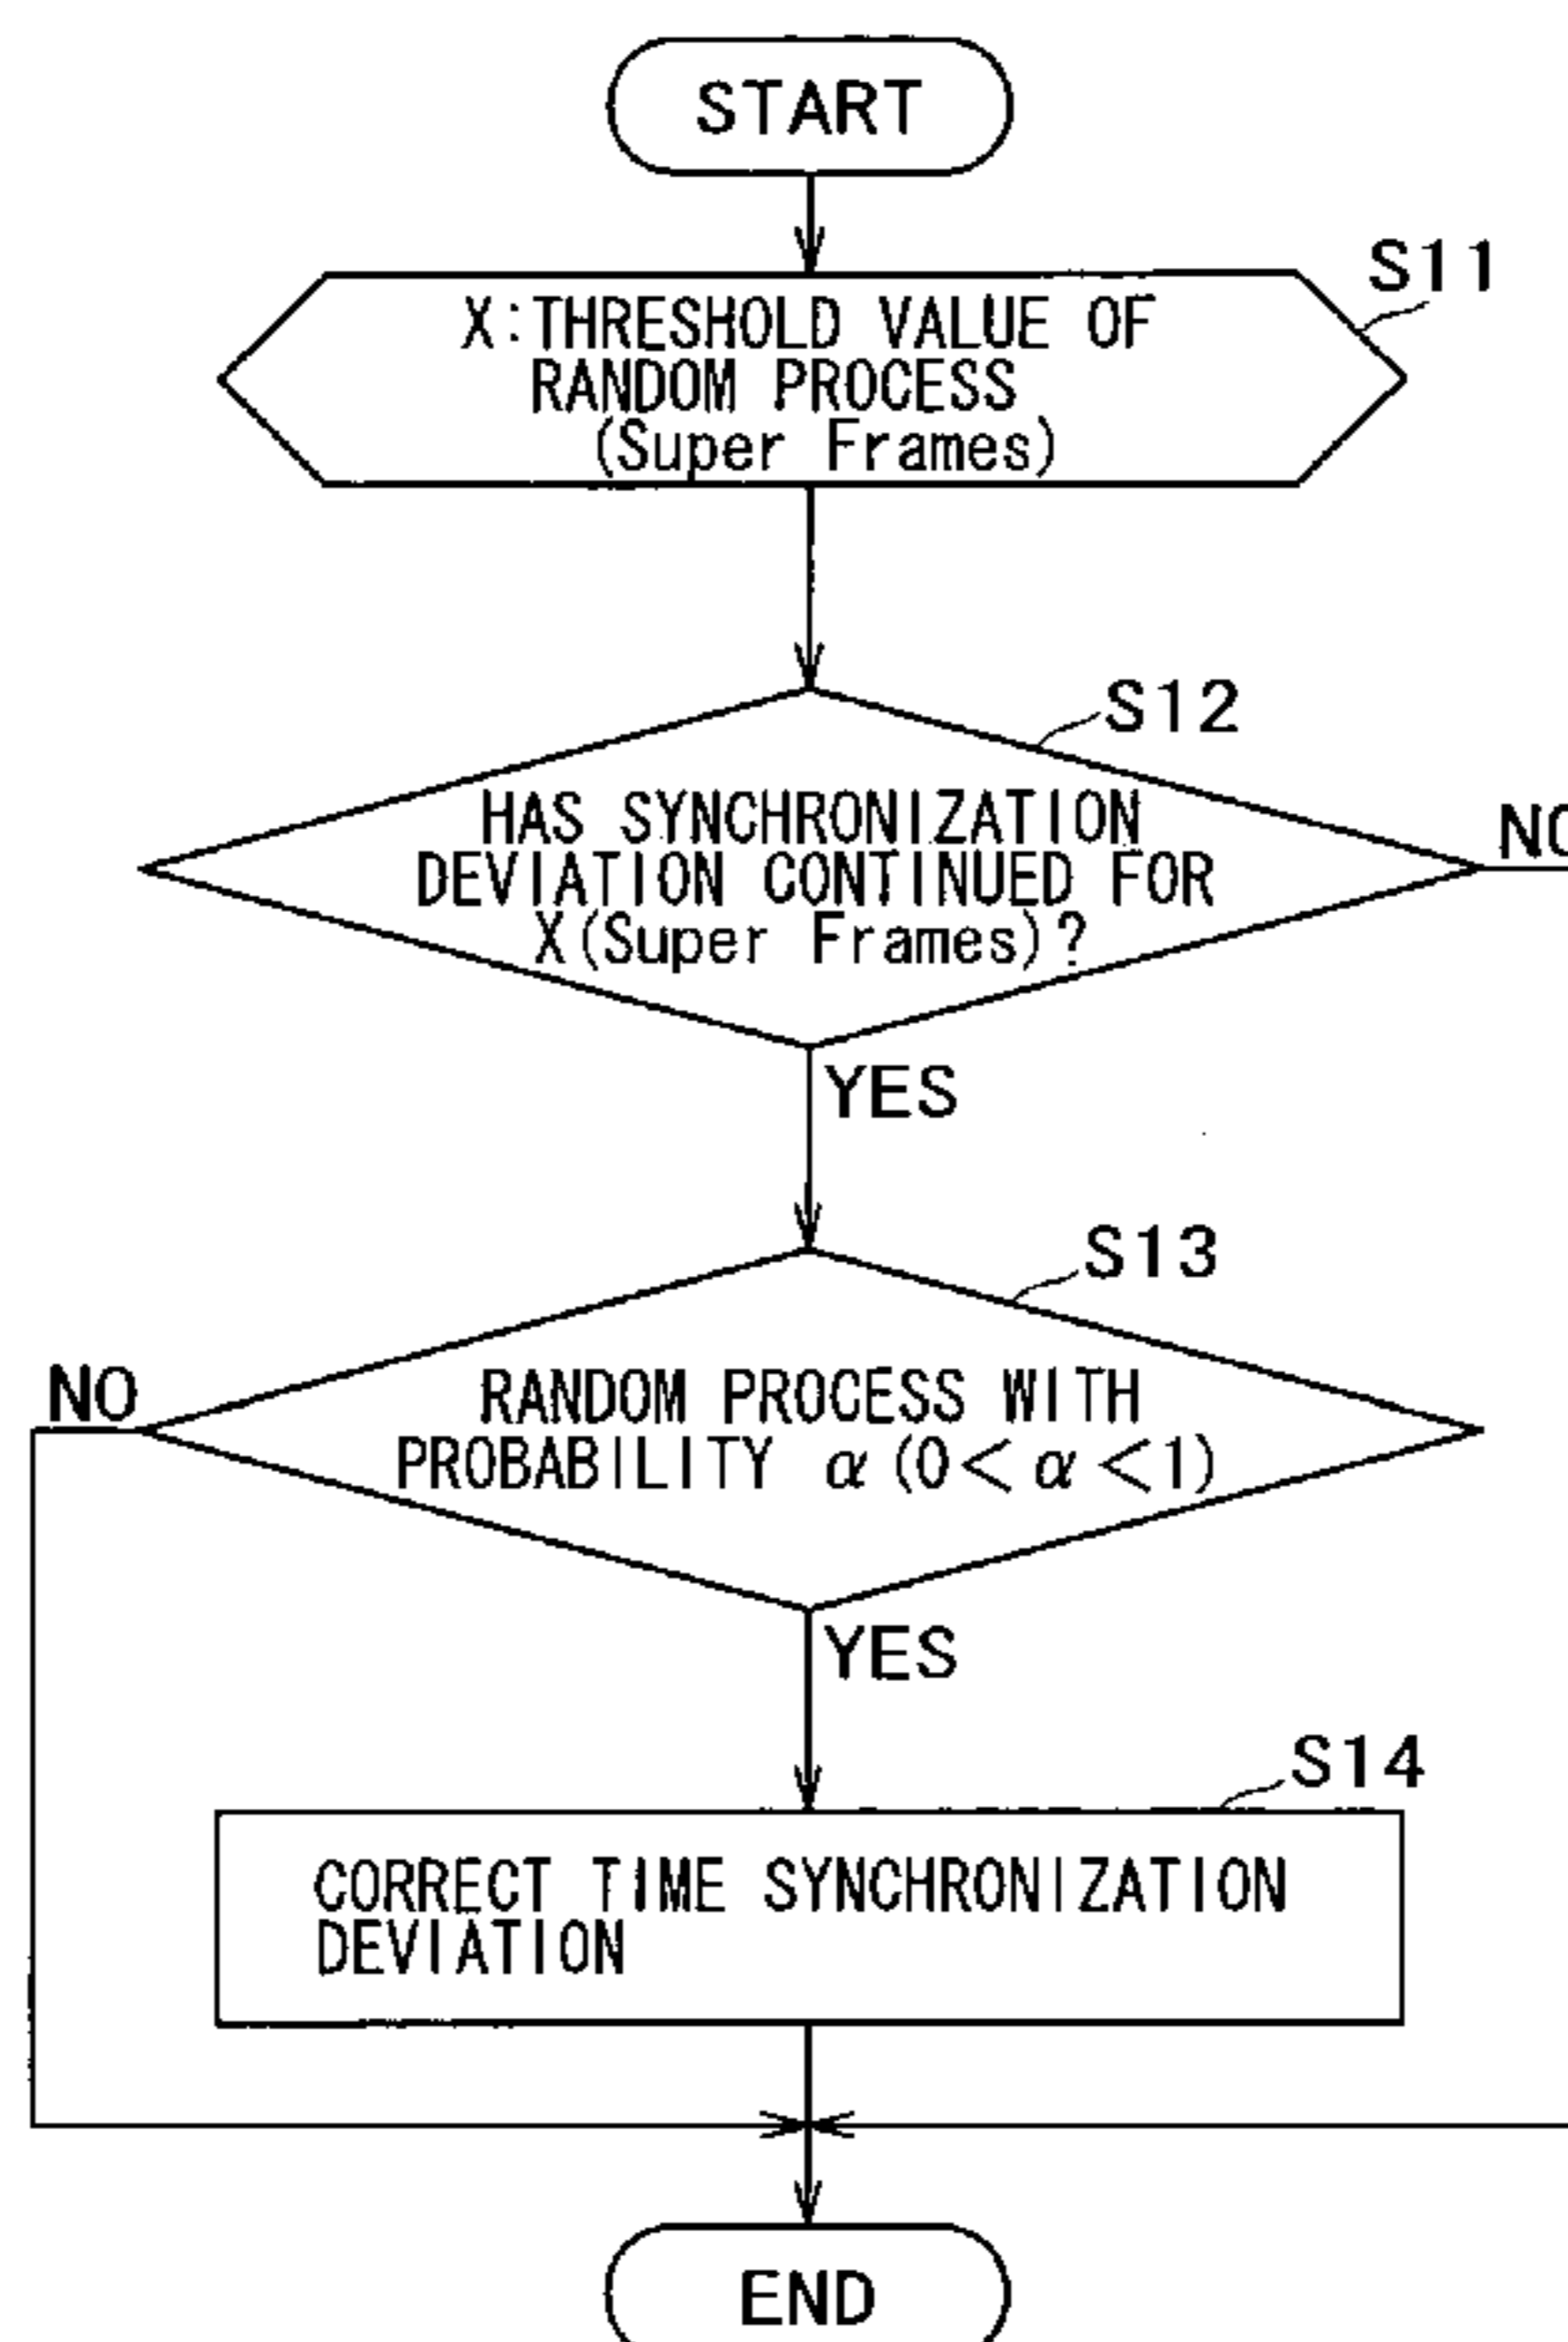 START
S11
X:THRESHOLD VALUE OF
RANDOM PROCESS
(Super Frames)
S12
HAS SYNCHRONIZATION
DEVIATION CONTINUED FOR
X(Super Frames)?
NO
YES
S13
NO
RANDOM PROCESS WITH
PROBABILITY α (0< α <1)
YES
S14
CORRECT TIME SYNCHRONIZATION
DEVIATION
END